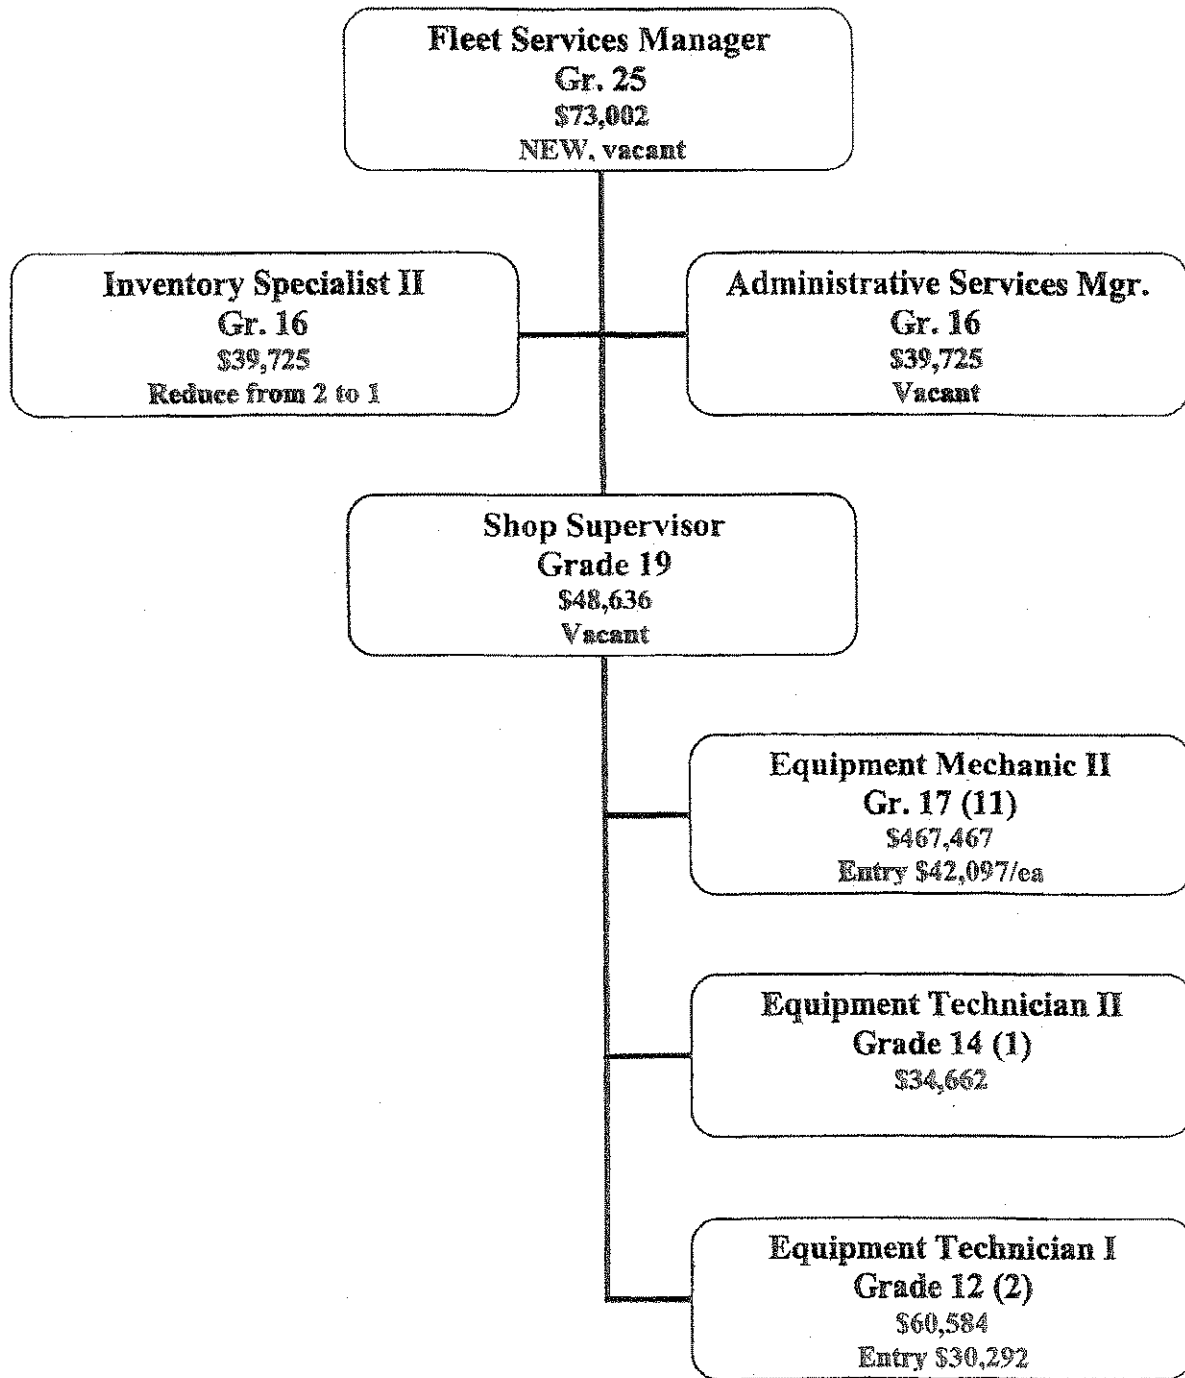 Fleet Services Manager
Gr. 25
$73,002
NEW, vacant
Inventory Specialist II
Gr. 16
$39,725
Reduce from 2 to 1
Administrative Services Mgr.
Gr. 16
$39,725
Vacant
Shop Supervisor
Grade 19
$48,636
Vacant
Equipment Mechanic II
Gr. 17 (11)
$467,467
Entry $42,097/ea
Equipment Technician II
Grade 14 (1)
$34,662
Equipment Technician I
Grade 12 (2)
$60,584
Entry $30,292